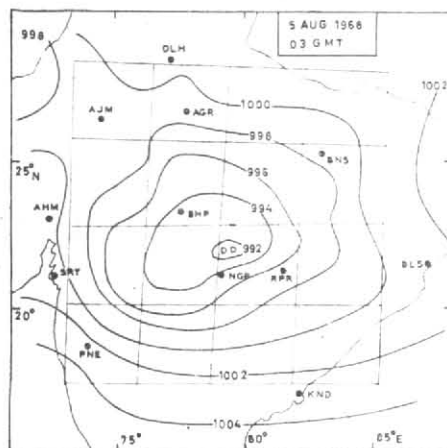 5 AUG 1968
03 GMT
998
DLH
1002
AJM
AGR
1000
998
25°
N
996
BNS
AHM
BHP
994
DD
992
SRT
NGP
RPR
DLS
20°
PNE
1002
KND
1004
75°
80°
85°E